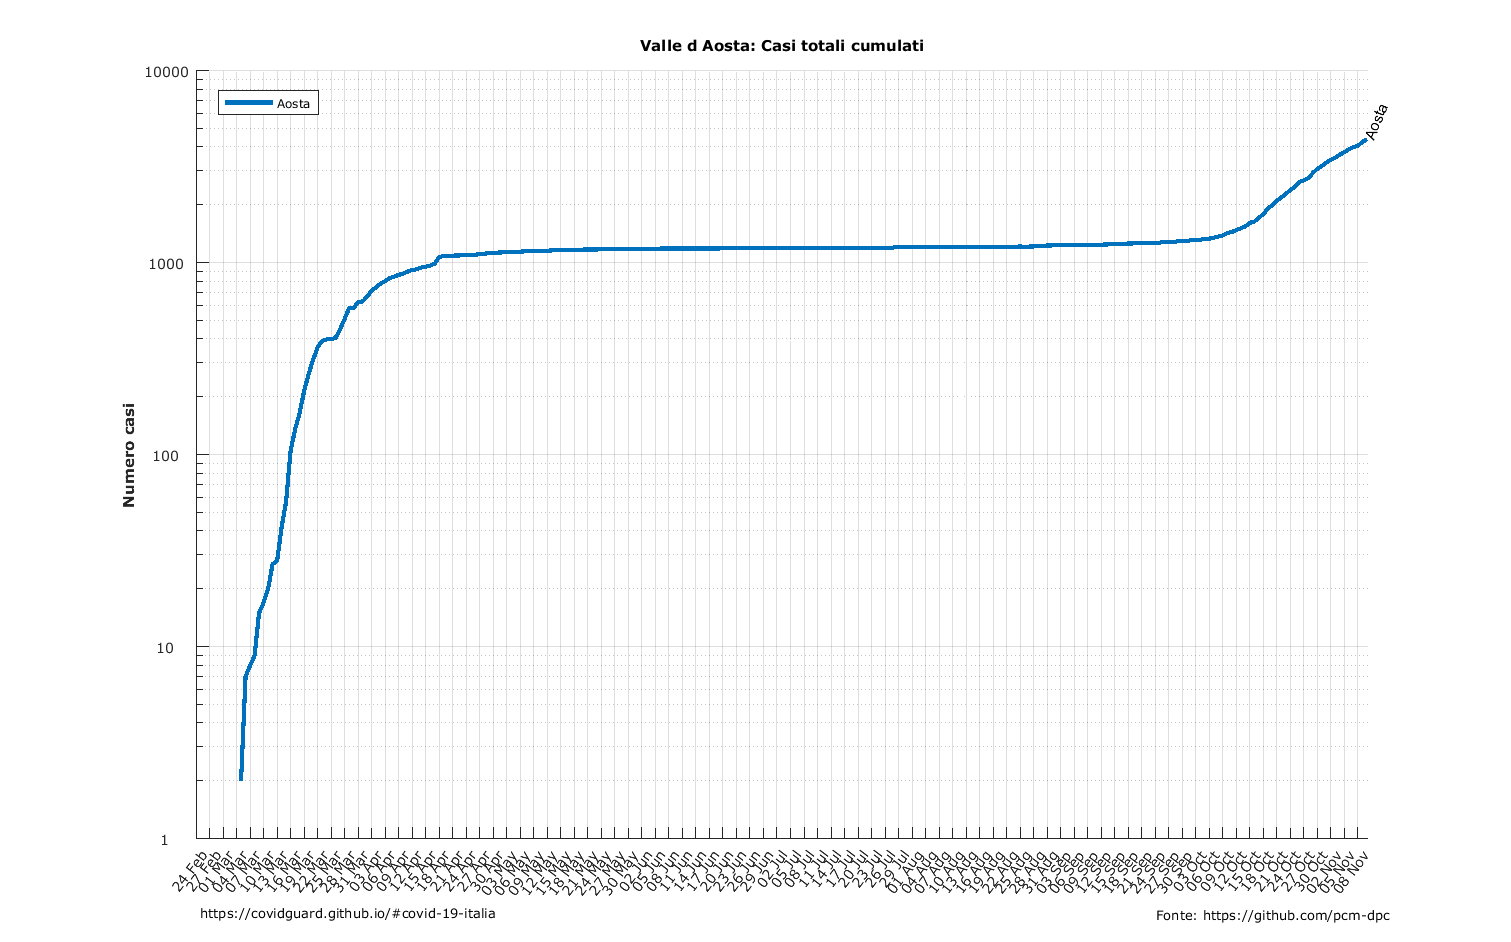 Valle d Aosta: Casi totali cumulati
10000
1000
100
10
1
Numero casi
Aosta
Aosta
24 Feb
27 Feb
01 Mar
04 Mar
07 Mar
10 Mar
13 Mar
16 Mar
19 Mar
22 Mar
25 Mar
28 Mar
31 Mar
03 Apr
06 Apr
09 Apr
12 Apr
15 Apr
18 Apr
21 Apr
24 Apr
27 Apr
30 Apr
03 May
06 May
09 May
12 May
15 May
18 May
21 May
24 May
27 May
30 May
02 Jun
05 Jun
08 Jun
11 Jun
14 Jun
17 Jun
20 Jun
23 Jun
26 Jun
29 Jun
02 Jul
05 Jul
08 Jul
11 Jul
14 Jul
17 Jul
20 Jul
23 Jul
26 Jul
29 Jul
01 Aug
04 Aug
07 Aug
10 Aug
13 Aug
16 Aug
19 Aug
22 Aug
25 Aug
28 Aug
31 Aug
03 Sep
06 Sep
09 Sep
12 Sep
15 Sep
18 Sep
21 Sep
24 Sep
27 Sep
30 Sep
03 Oct
06 Oct
09 Oct
12 Oct
15 Oct
18 Oct
21 Oct
24 Oct
27 Oct
30 Oct
02 Nov
05 Nov
08 Nov
https://covidguard.github.io/#covid-19-italia
Fonte: https://github.com/pcm-dpc